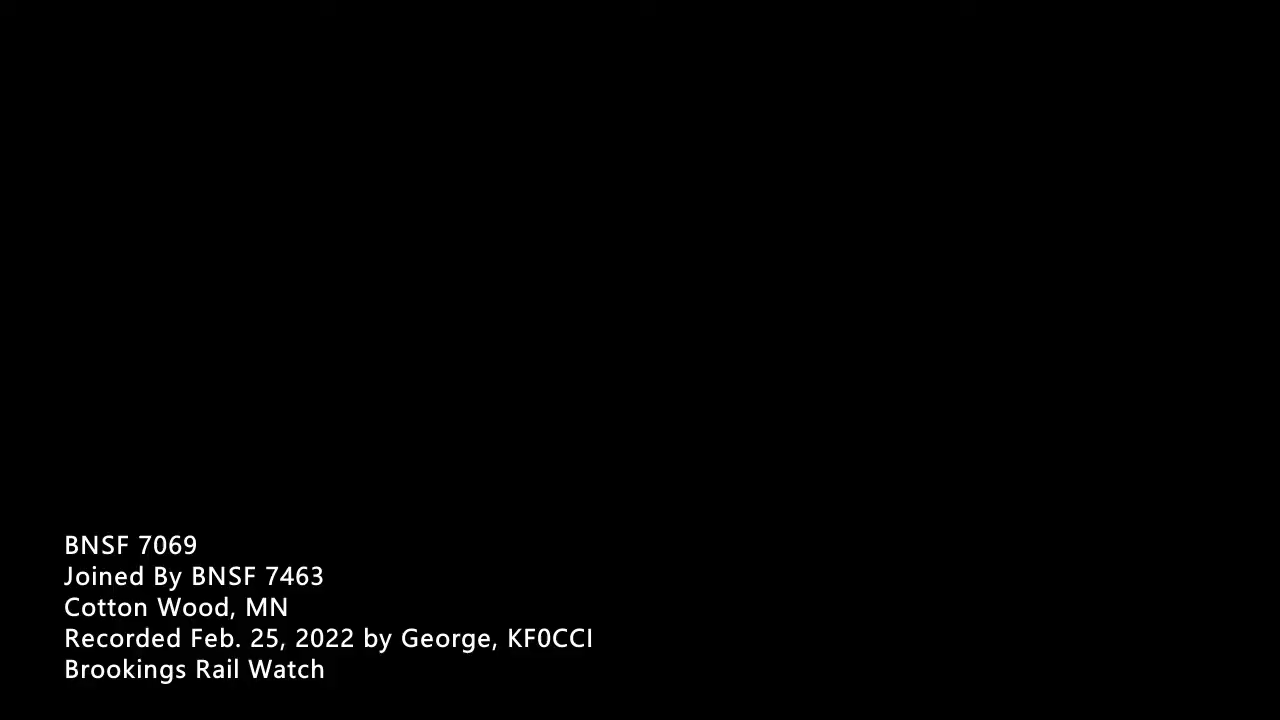 BNSF 7069
Joined By BNSF 7463
Cotton Wood, MN
Recorded Feb. 25, 2022 by George, KF0CCI
Brookings Rail Watch